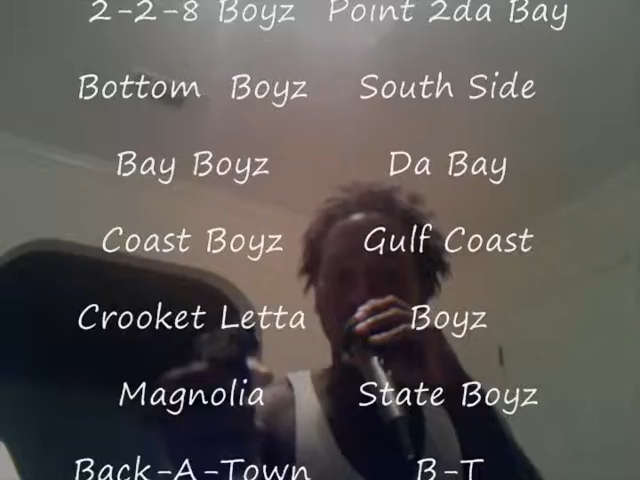 2-2-8 Boyz Point 2da Bay
Bottom Boyz South Side
Bay Boyz Da Bay
Coast Boyz Gulf Coast
Crooket Letta Boyz
Magnolia State Boyz
Back-A-Town B-T